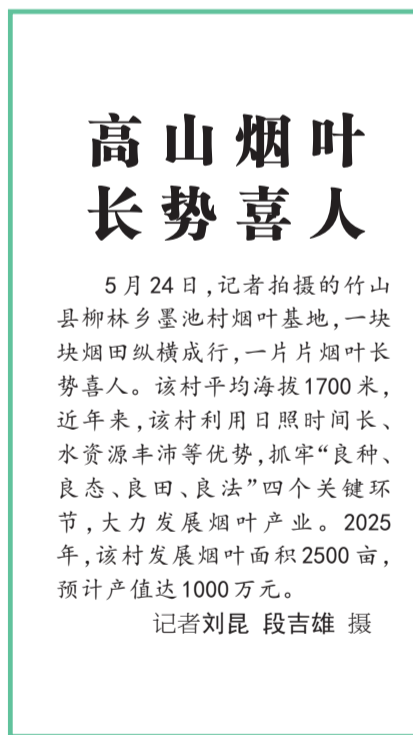 高山烟叶
长势喜人
5月24日，记者拍摄的竹山
县柳林乡墨池村烟叶基地，一块
块烟田纵横成行，一片片烟叶长
势喜人。该村平均海拔1700米，
近年来，该村利用日照时间长、
水资源丰沛等优势，抓牢“良种、
良态、良田、良法”四个关键环
节，大力发展烟叶产业。2025
年，该村发展烟叶面积2500亩，
预计产值达1000万元。
记者刘昆 段吉雄 摄